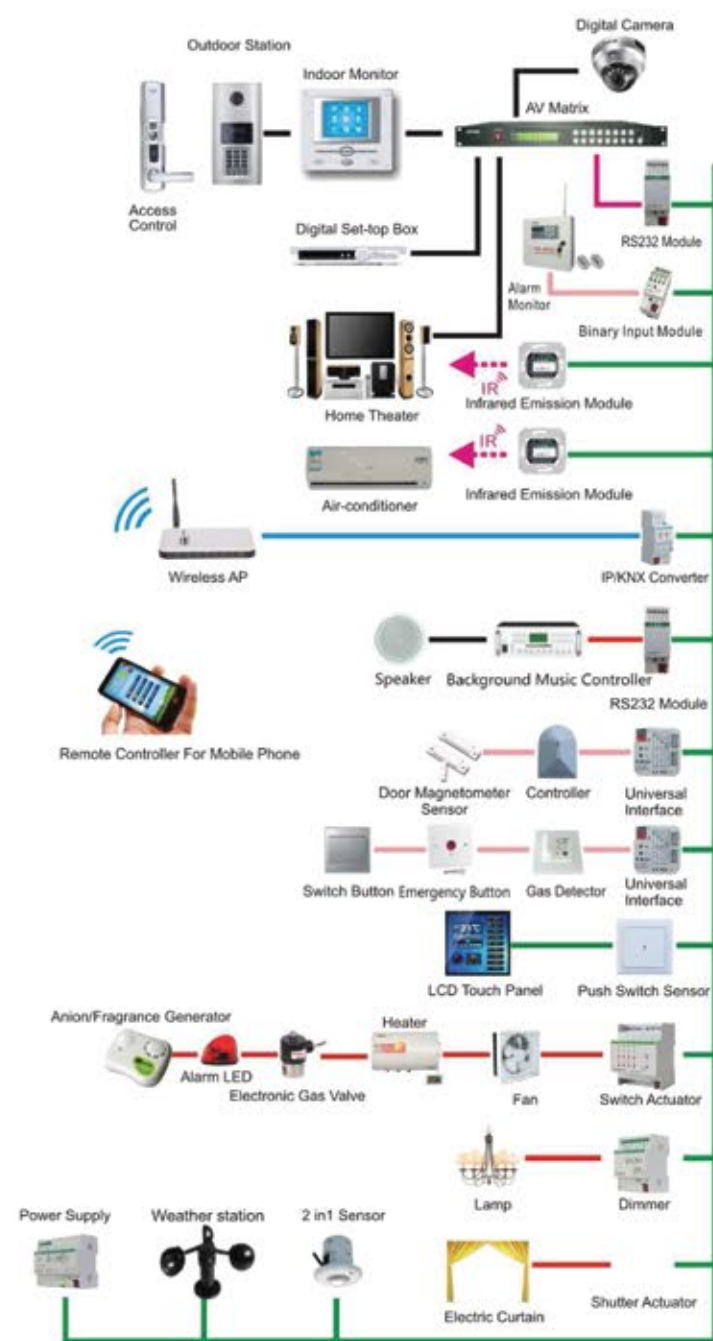 Digital Camera
Outdoor Station
Indoor Monitor
AV Matrix
Access
Control
Digital Set-top Box
RS232 Module
Alarm
Monitor
Binary Input Module
IR
Home Theater
Infrared Emission Module
IR
Air-conditioner
Infrared Emission Module
Wireless AP
IP/KNX Converter
Speaker
Background Music Controller
RS232 Module
Remote Controller For Mobile Phone
Door Magnetometer
Sensor
Controller
Universal
Interface
Switch Button
Emergency Button
Gas Detector
Universal
Interface
LCD Touch Panel
Push Switch Sensor
Anion/Fragrance Generator
Heater
Alarm LED
Electronic Gas Valve
Fan
Switch Actuator
Lamp
Dimmer
Power Supply
Weather station
2 in1 Sensor
Electric Curtain
Shutter Actuator